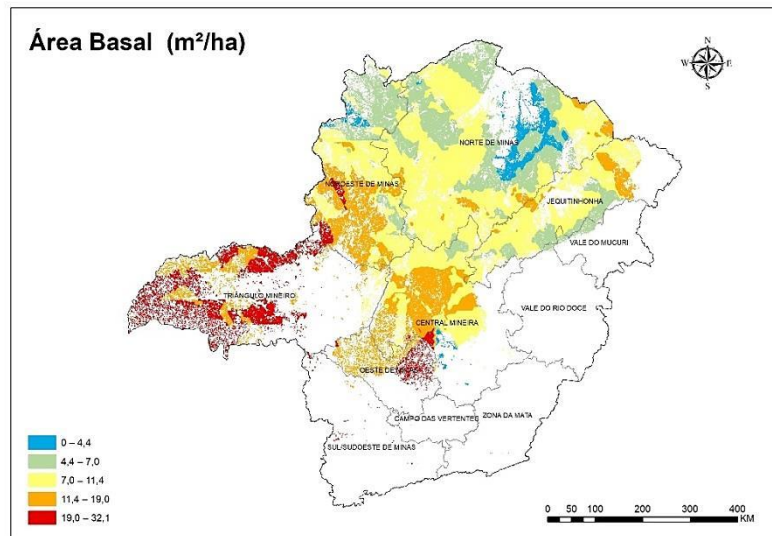 Área Basal (m²/ha)
N
W E
S
NORTE DE MINAS
NOROESTE DE MINAS
JEQUITINHONHA
VALE DO MUCURI
TRIÂNGULO MINEIRO
VALE DO RIO DOCE
CENTRAL MINEIRA
OESTE DE MINAS
CAMPO DAS VERTENTES
ZONA DA MATA
SUL/SUDOESTE DE MINAS
0 – 4,4
4,4 – 7,0
7,0 – 11,4
11,4 – 19,0
19,0 – 32,1
0 50 100 200 300 400
KM